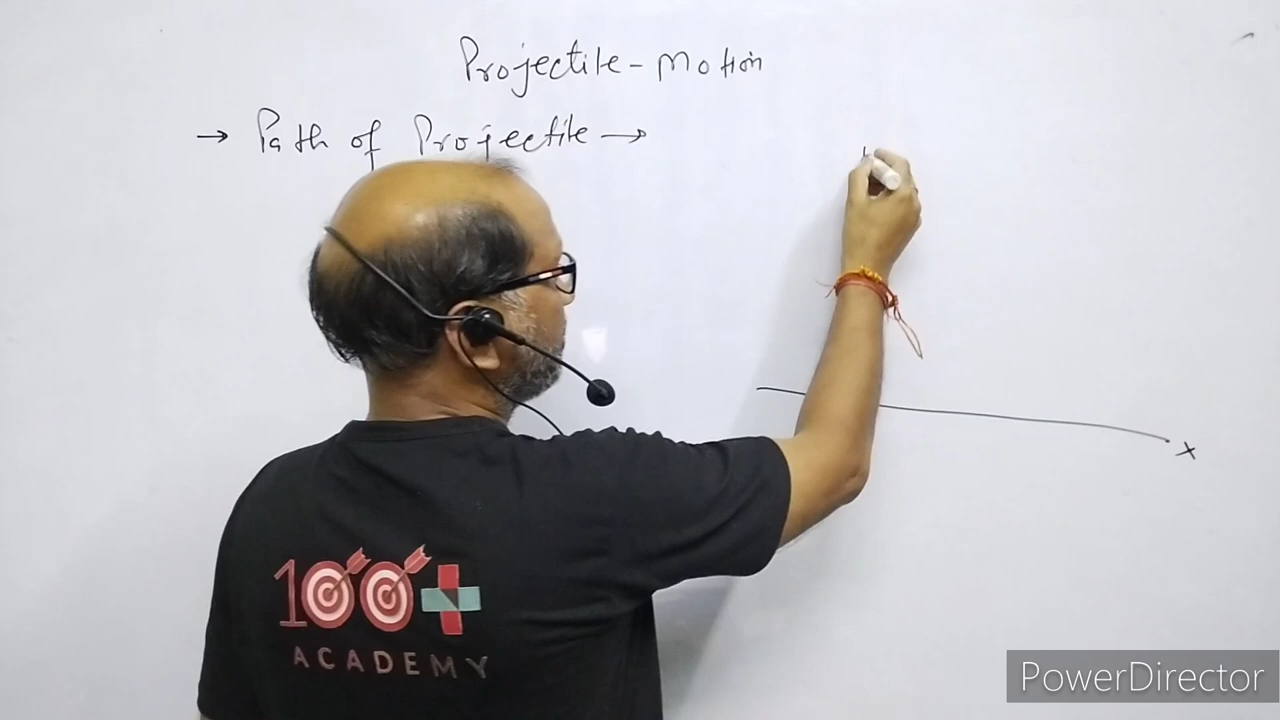 Projectile - Motion
→ Path of Projectile →
x
100+
ACADEMY
PowerDirector